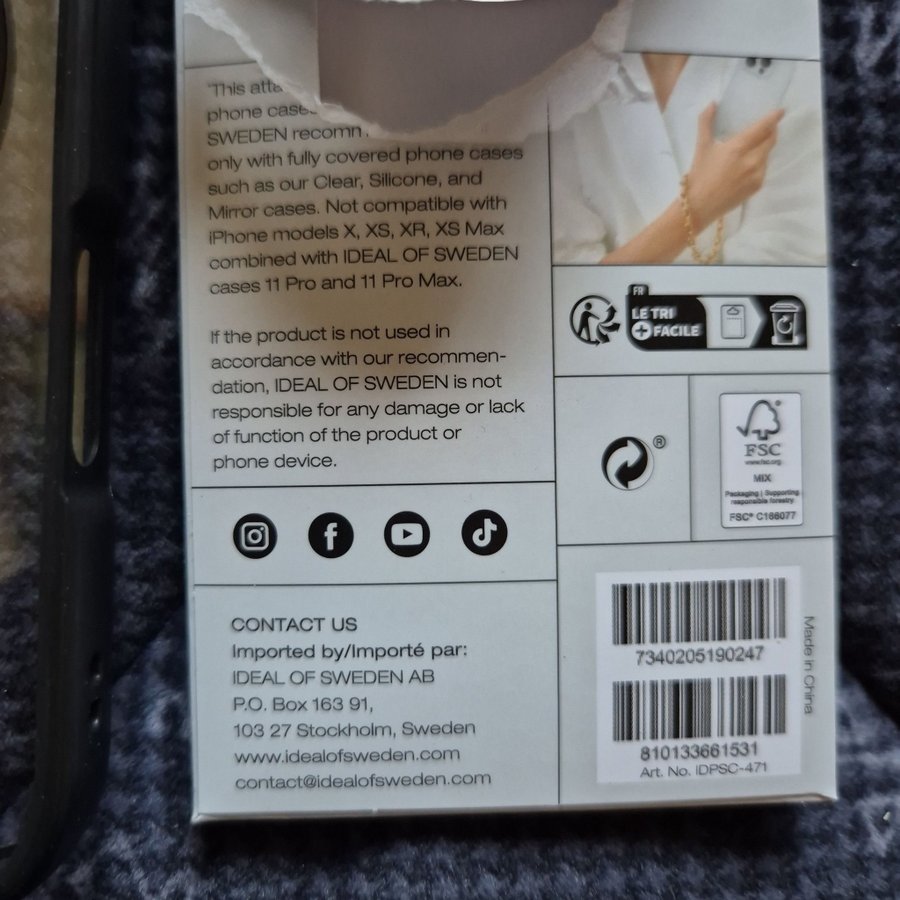 *This atta
phone case
SWEDEN recomm
only with fully covered phone cases
such as our Clear, Silicone, and
Mirror cases. Not compatible with
iPhone models X, XS, XR, XS Max
combined with IDEAL OF SWEDEN
cases 11 Pro and 11 Pro Max.
If the product is not used in
accordance with our recommen-
dation, IDEAL OF SWEDEN is not
responsible for any damage or lack
of function of the product or
phone device.
CONTACT US
Imported by/Importé par:
IDEAL OF SWEDEN AB
P.O. Box 163 91,
103 27 Stockholm, Sweden
www.idealofsweden.com
contact@idealofsweden.com
FR
LE TRI
+ FACILE
®
FSC
www.fsc.org
MIX
Packaging | Supporting
responsible forestry
FSC® C166077
7340205190247
810133661531
Art. No. IDPSC-471
Made in China